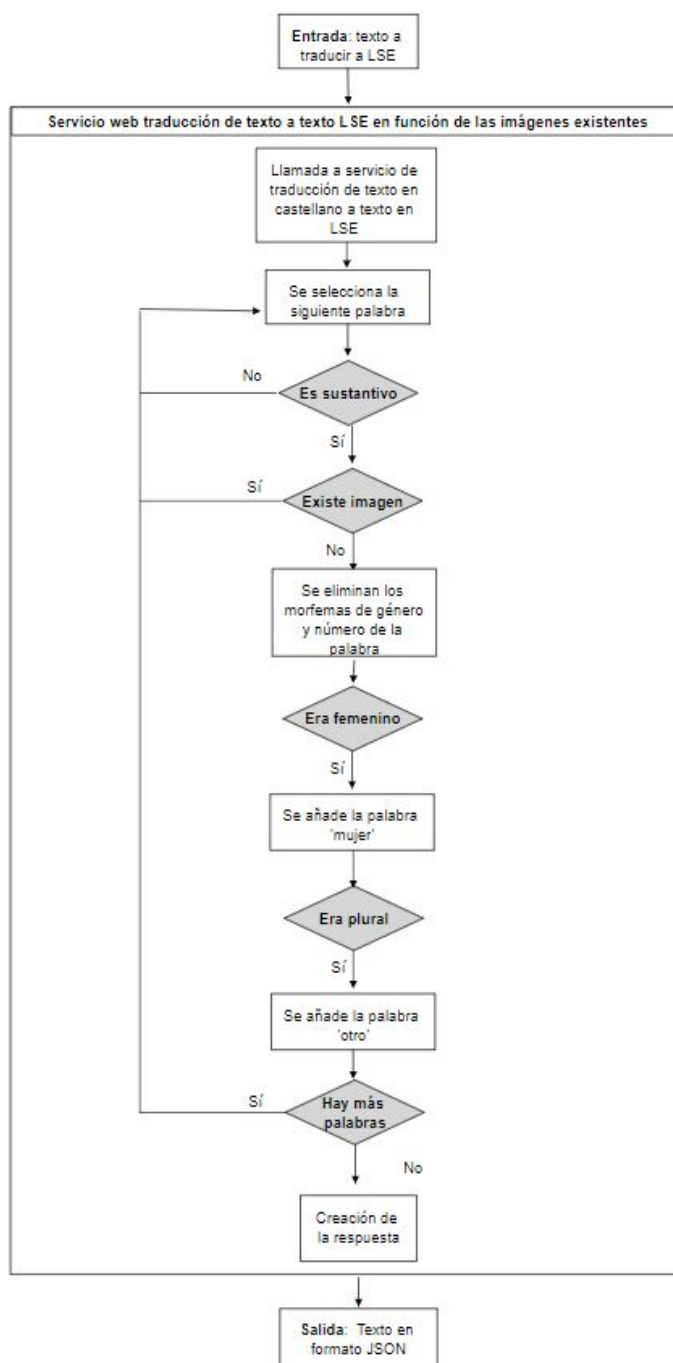 Entrada: texto a
traducir a LSE
Servicio web traducción de texto a texto LSE en función de las imágenes existentes
Llamada a servicio de
traducción de texto en
castellano a texto en
LSE
Se selecciona la
siguiente palabra
No
Es sustantivo
Sí
Sí
Existe imagen
No
Se eliminan los
morfemas de género
y número de la
palabra
Era femenino
Sí
Se añade la palabra
'mujer'
Era plural
Sí
Se añade la palabra
'otro'
Sí
Hay más
palabras
No
Creación de
la respuesta
Salida: Texto en
formato JSON